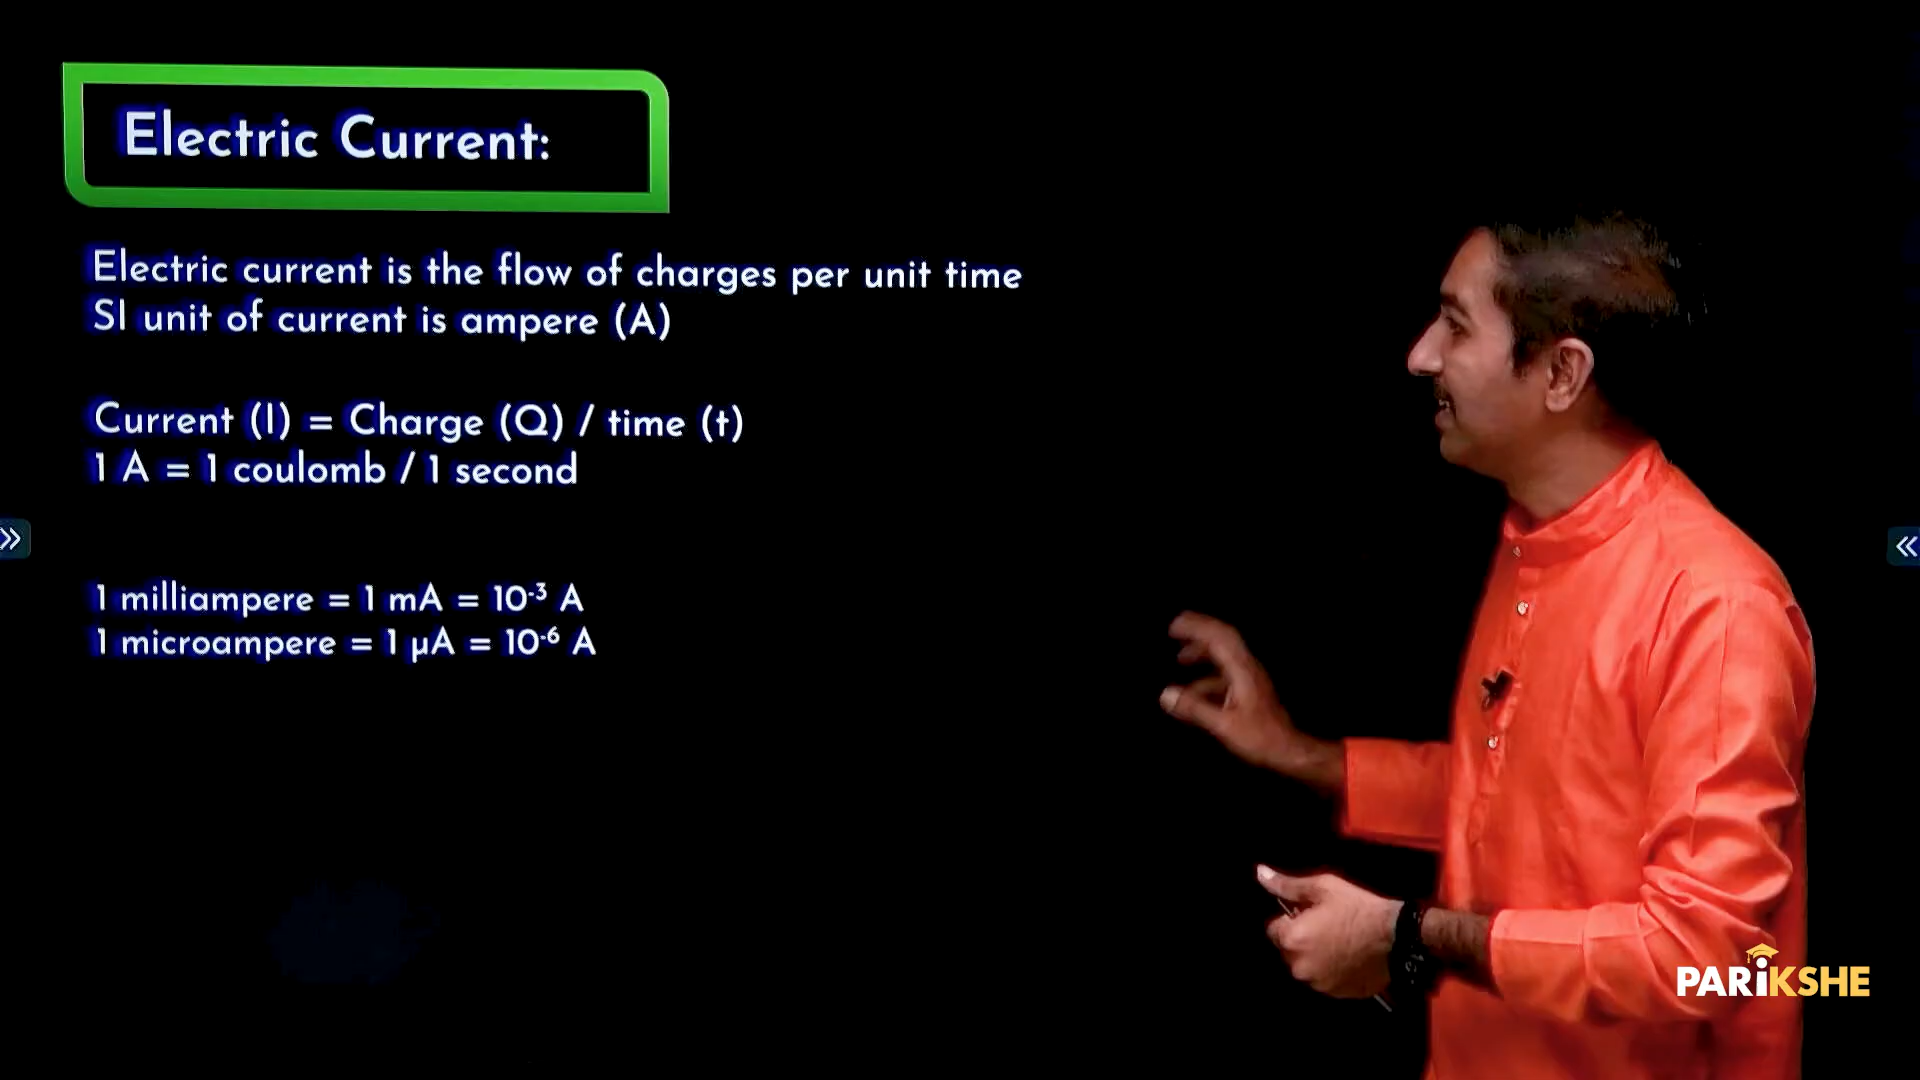 Electric Current:
Electric current is the flow of charges per unit time
SI unit of current is ampere (A)
Current (I) = Charge (Q) / time (t)
1 A = 1 coulomb / 1 second
1 milliampere = 1 mA = 10⁻³ A
1 microampere = 1 µA = 10⁻⁶ A
PARiKSHE